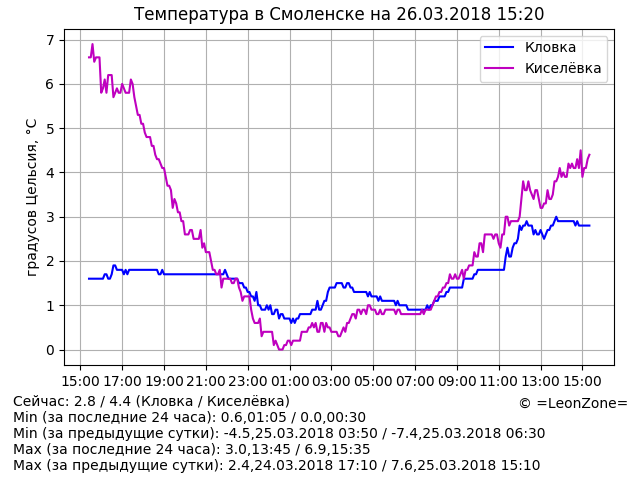 Температура в Смоленске на 26.03.2018 15:20
7
6
5
4
3
2
1
0
градусов Цельсия, °С
Кловка
Киселёвка
15:00 17:00 19:00 21:00 23:00 01:00 03:00 05:00 07:00 09:00 11:00 13:00 15:00
Сейчас: 2.8 / 4.4 (Кловка / Киселёвка)
© =LeonZone=
Min (за последние 24 часа): 0.6,01:05 / 0.0,00:30
Min (за предыдущие сутки): -4.5,25.03.2018 03:50 / -7.4,25.03.2018 06:30
Max (за последние 24 часа): 3.0,13:45 / 6.9,15:35
Max (за предыдущие сутки): 2.4,24.03.2018 17:10 / 7.6,25.03.2018 15:10